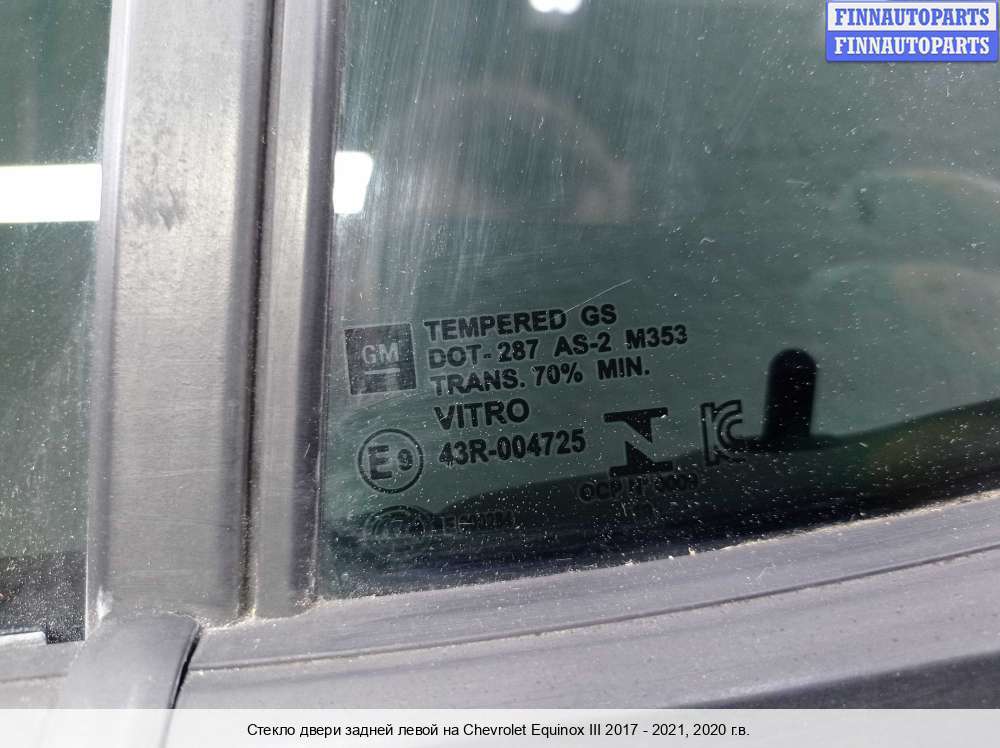 FINNAUTOPARTS
FINNAUTOPARTS
GM
TEMPERED GS
DOT-287 AS-2 M353
TRANS. 70% MIN.
VITRO
E9
43R-004725
KC
Стекло двери задней левой на Chevrolet Equinox III 2017 - 2021, 2020 г.в.